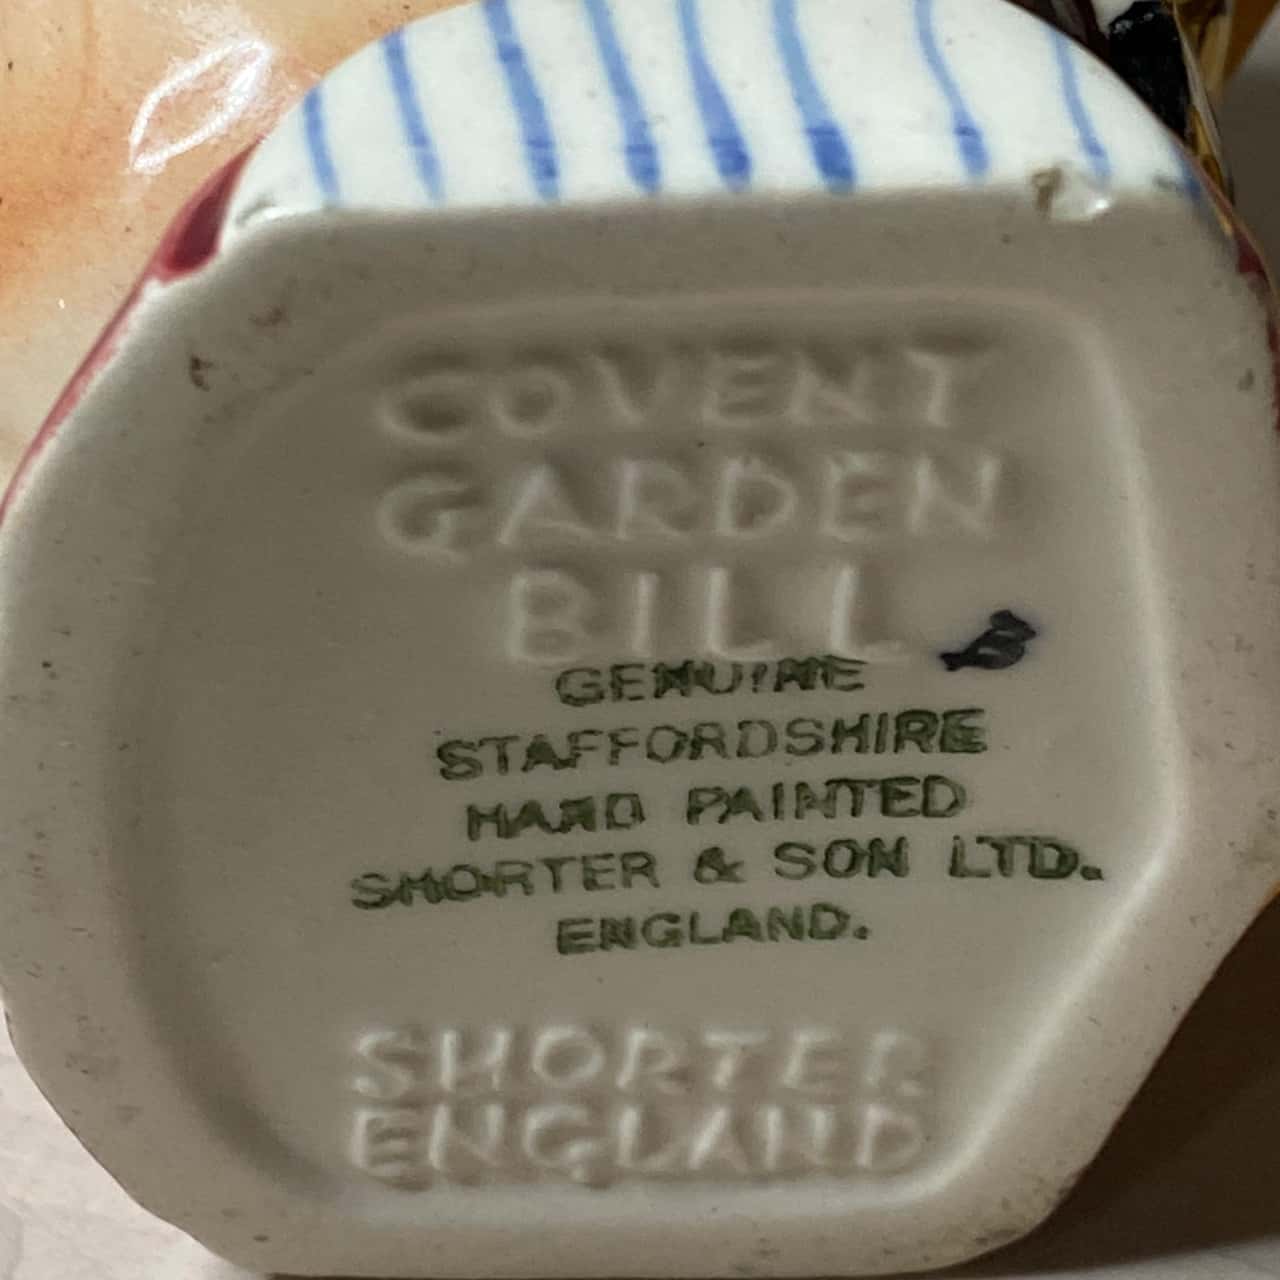 COVENT
GARDEN
BILL
GENUINE
STAFFORDSHIRE
HAND PAINTED
SHORTER & SON LTD.
ENGLAND.
SHORTER
ENGLAND